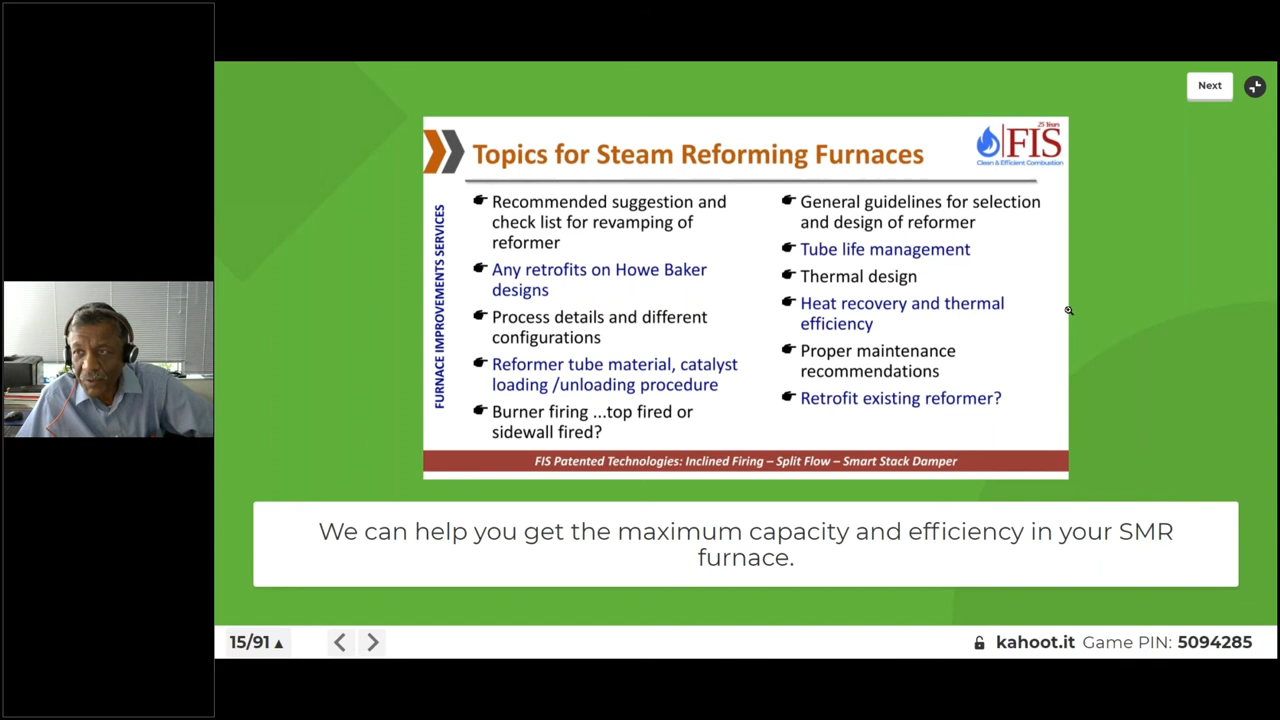 Next
25 Years
FIS
Clean & Efficient Combustion
Topics for Steam Reforming Furnaces
FURNACE IMPROVEMENTS SERVICES
Recommended suggestion and
check list for revamping of
reformer
Any retrofits on Howe Baker
designs
Process details and different
configurations
Reformer tube material, catalyst
loading /unloading procedure
Burner firing ...top fired or
sidewall fired?
General guidelines for selection
and design of reformer
Tube life management
Thermal design
Heat recovery and thermal
efficiency
Proper maintenance
recommendations
Retrofit existing reformer?
FIS Patented Technologies: Inclined Firing – Split Flow – Smart Stack Damper
We can help you get the maximum capacity and efficiency in your SMR
furnace.
15/91
kahoot.it Game PIN: 5094285